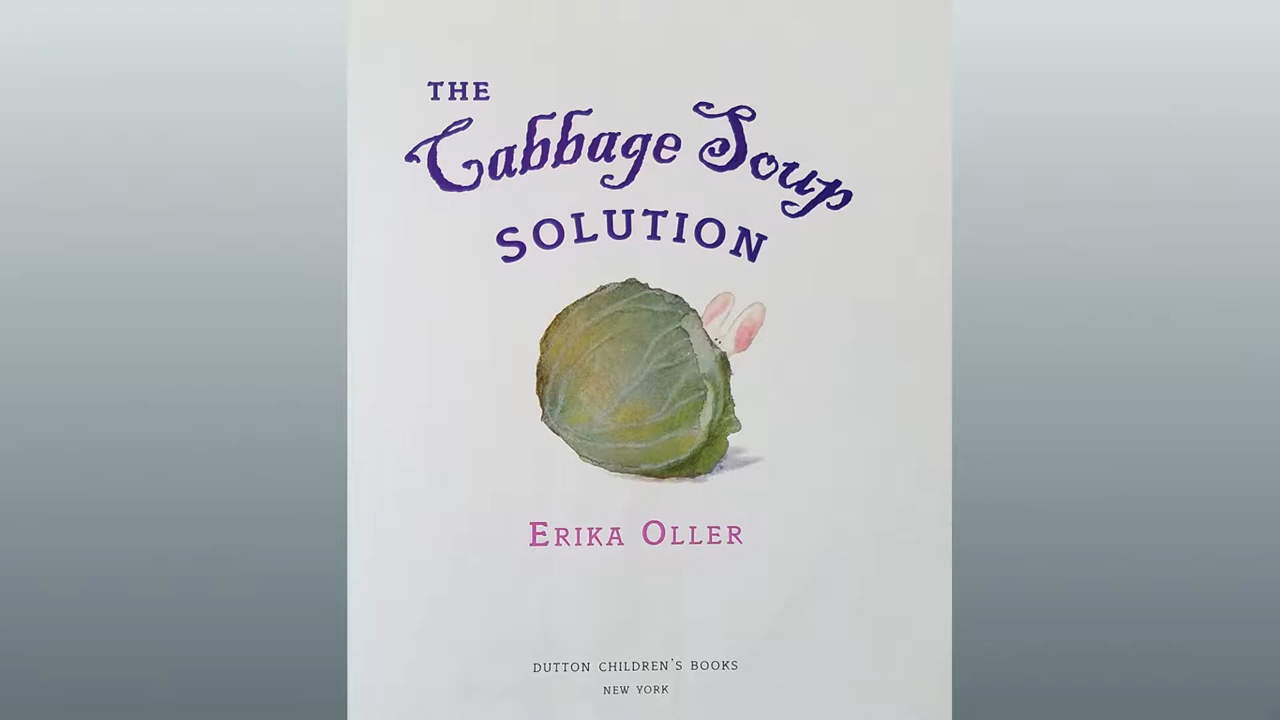 THE
Cabbage Soup
SOLUTION
ERIKA OLLER
DUTTON CHILDREN'S BOOKS
NEW YORK